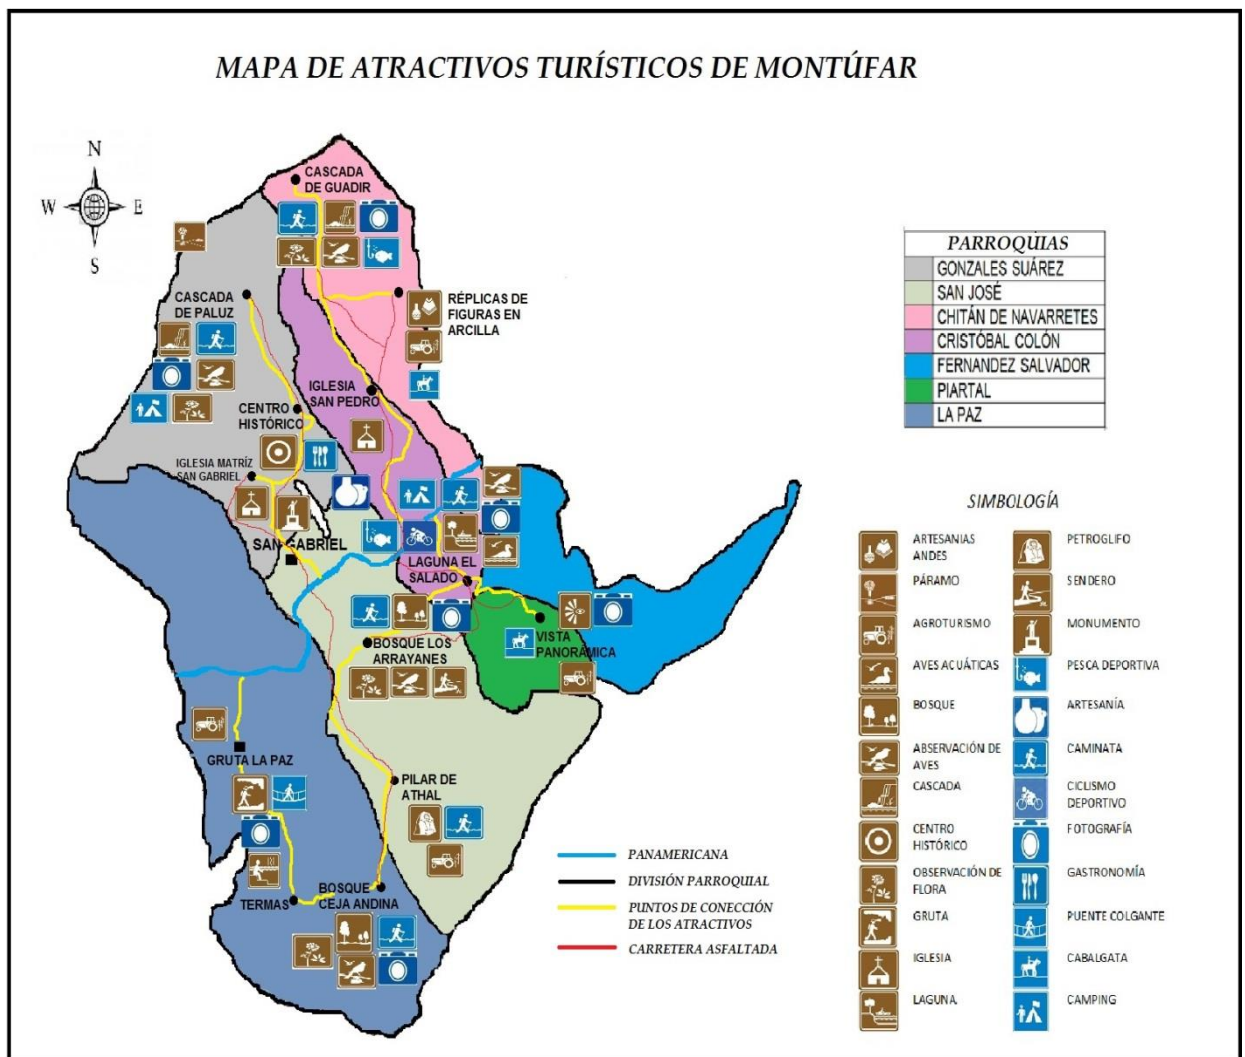 MAPA DE ATRACTIVOS TURÍSTICOS DE MONTÚFAR
N
W E
S
CASCADA
DE GUADIR
CASCADA
DE PALUZ
RÉPLICAS DE
FIGURAS EN
ARCILLA
IGLESIA
SAN PEDRO
CENTRO
HISTÓRICO
IGLESIA MATRÍZ
SAN GABRIEL
SAN GABRIEL
LAGUNA EL
SALADO
BOSQUE LOS
ARRAYANES
VISTA
PANORÁMICA
GRUTA LA PAZ
PILAR DE
ATHAL
TERMAS
BOSQUE
CEJA ANDINA
PARROQUIAS
GONZALES SUÁREZ
SAN JOSÉ
CHITÁN DE NAVARRETES
CRISTÓBAL COLÓN
FERNANDEZ SALVADOR
PIARTAL
LA PAZ
SIMBOLOGÍA
ARTESANIAS
ANDES
PÁRAMO
AGROTURISMO
AVES ACUÁTICAS
BOSQUE
ABSERVACIÓN DE
AVES
CASCADA
CENTRO
HISTÓRICO
OBSERVACIÓN DE
FLORA
GRUTA
IGLESIA
LAGUNA
PETROGLIFO
SENDERO
MONUMENTO
PESCA DEPORTIVA
ARTESANÍA
CAMINATA
CICLISMO
DEPORTIVO
FOTOGRAFÍA
GASTRONOMÍA
PUENTE COLGANTE
CABALGATA
CAMPING
PANAMERICANA
DIVISIÓN PARROQUIAL
PUNTOS DE CONECCIÓN
DE LOS ATRACTIVOS
CARRETERA ASFALTADA